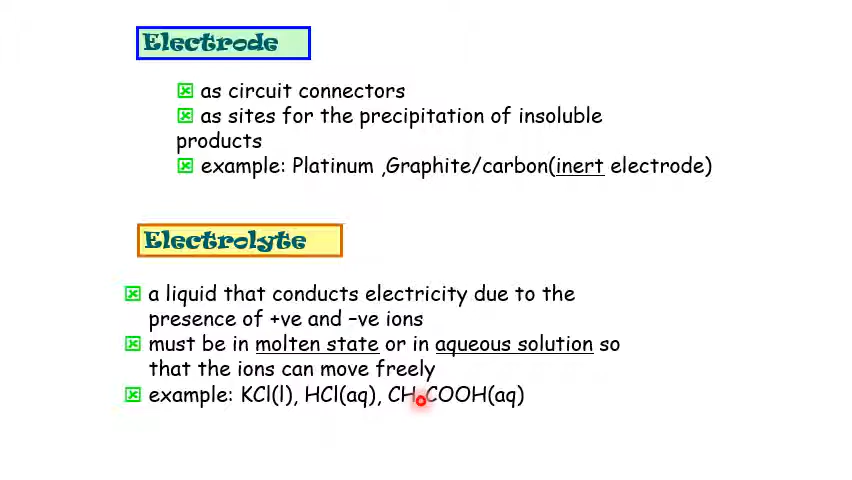 Electrode
as circuit connectors
as sites for the precipitation of insoluble
products
example: Platinum ,Graphite/carbon(inert electrode)
Electrolyte
a liquid that conducts electricity due to the
presence of +ve and –ve ions
must be in molten state or in aqueous solution so
that the ions can move freely
example: KCl(l), HCl(aq), CH COOH(aq)